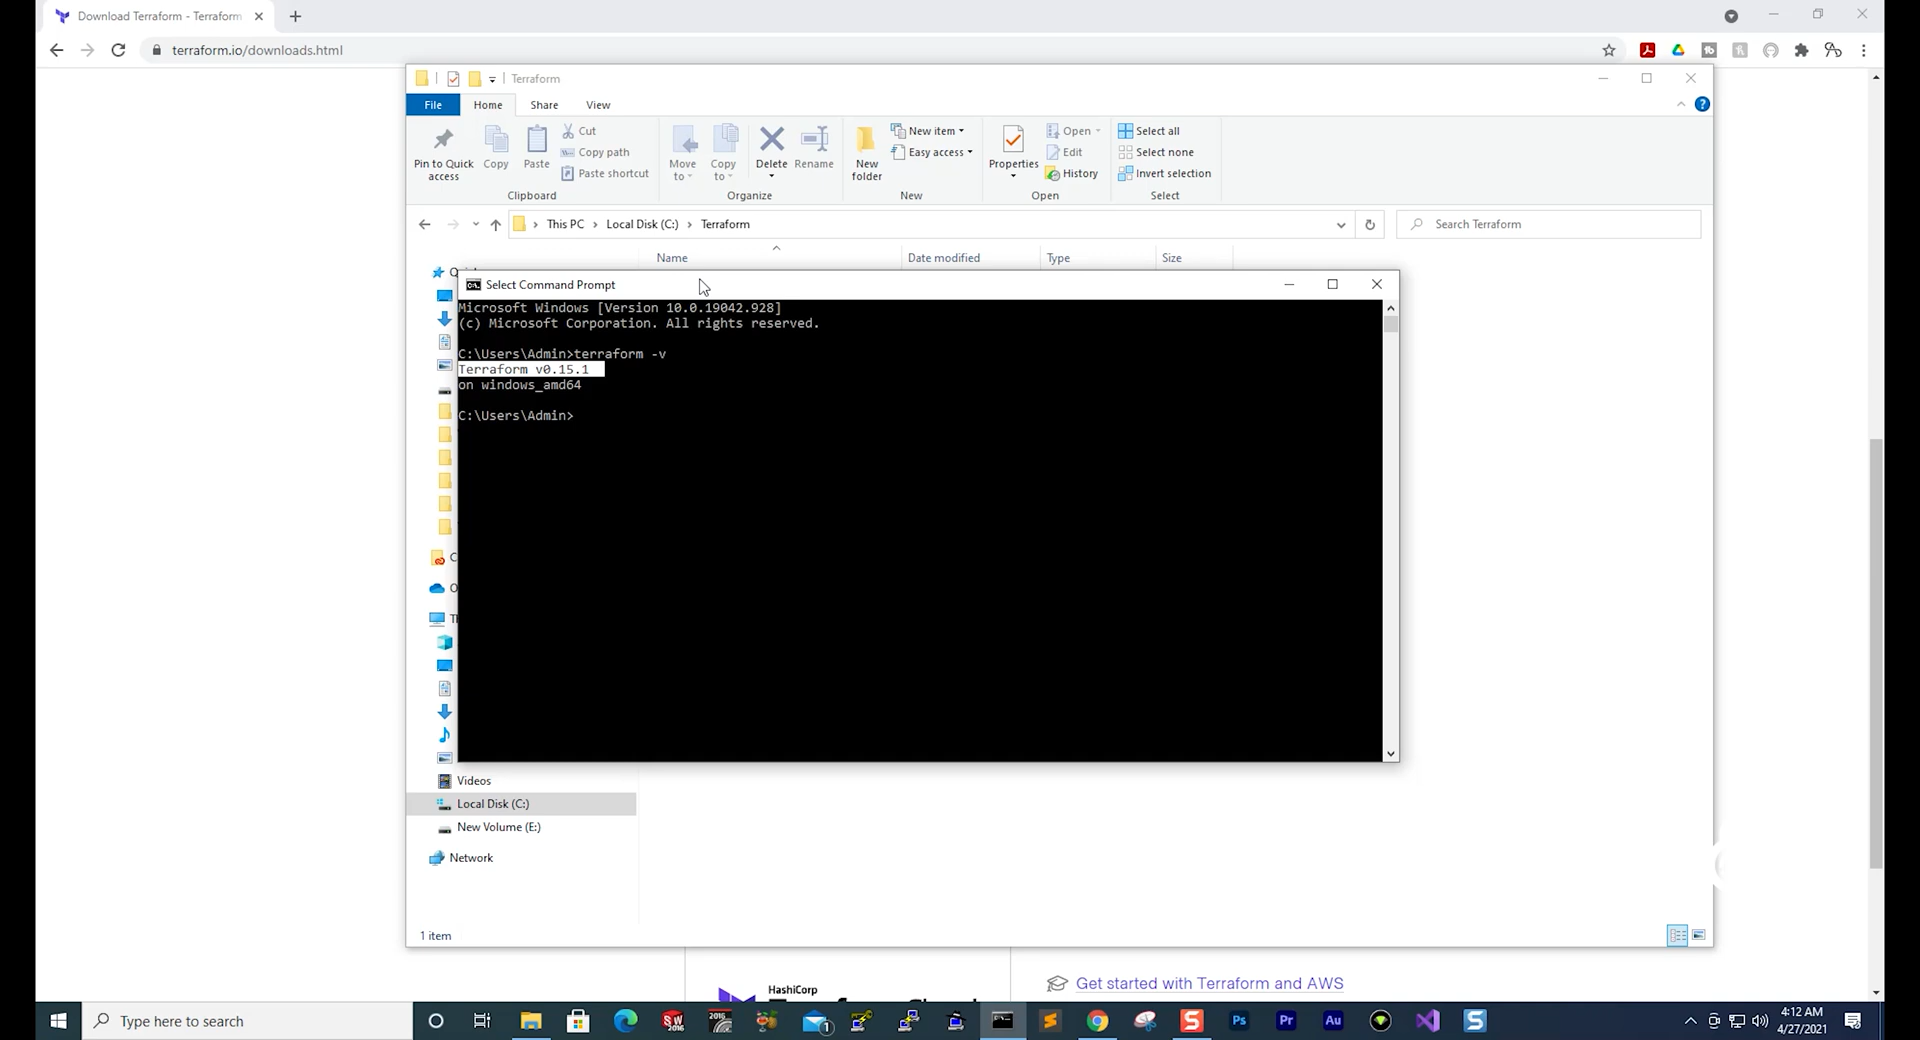 Download Terraform - Terraform
terraform.io/downloads.html
Terraform
File
Home
Share
View
Pin to Quick access
Copy
Paste
Cut
Copy path
Paste shortcut
Clipboard
Move to
Copy to
Delete
Rename
Organize
New folder
New item
Easy access
New
Properties
Open
Edit
History
Open
Select all
Select none
Invert selection
Select
This PC
Local Disk (C:)
Terraform
Search Terraform
Name
Date modified
Type
Size
Select Command Prompt
Microsoft Windows [Version 10.0.19042.928]
(c) Microsoft Corporation. All rights reserved.
C:\Users\Admin>terraform -v
Terraform v0.15.1
on windows_amd64
C:\Users\Admin>
Videos
Local Disk (C:)
New Volume (E:)
Network
1 item
HashiCorp
Get started with Terraform and AWS
Type here to search
4:12 AM
4/27/2021